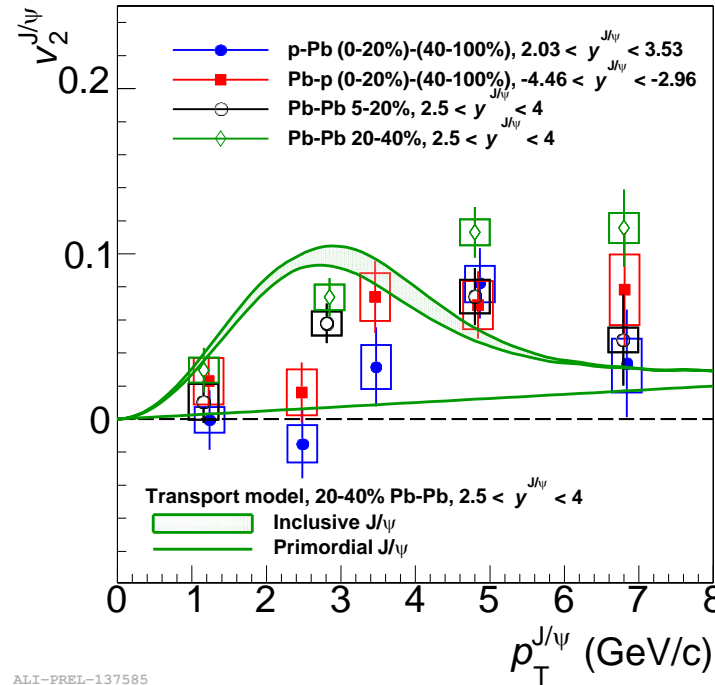 v₂^J/ψ
p-Pb (0-20%)-(40-100%), 2.03 < y^J/ψ < 3.53
Pb-p (0-20%)-(40-100%), -4.46 < y^J/ψ < -2.96
Pb-Pb 5-20%, 2.5 < y^J/ψ < 4
Pb-Pb 20-40%, 2.5 < y^J/ψ < 4
0.2
0.1
0
Transport model, 20-40% Pb-Pb, 2.5 < y^J/ψ < 4
Inclusive J/ψ
Primordial J/ψ
0 1 2 3 4 5 6 7 8
p_T^J/ψ (GeV/c)
ALI-PREL-137585